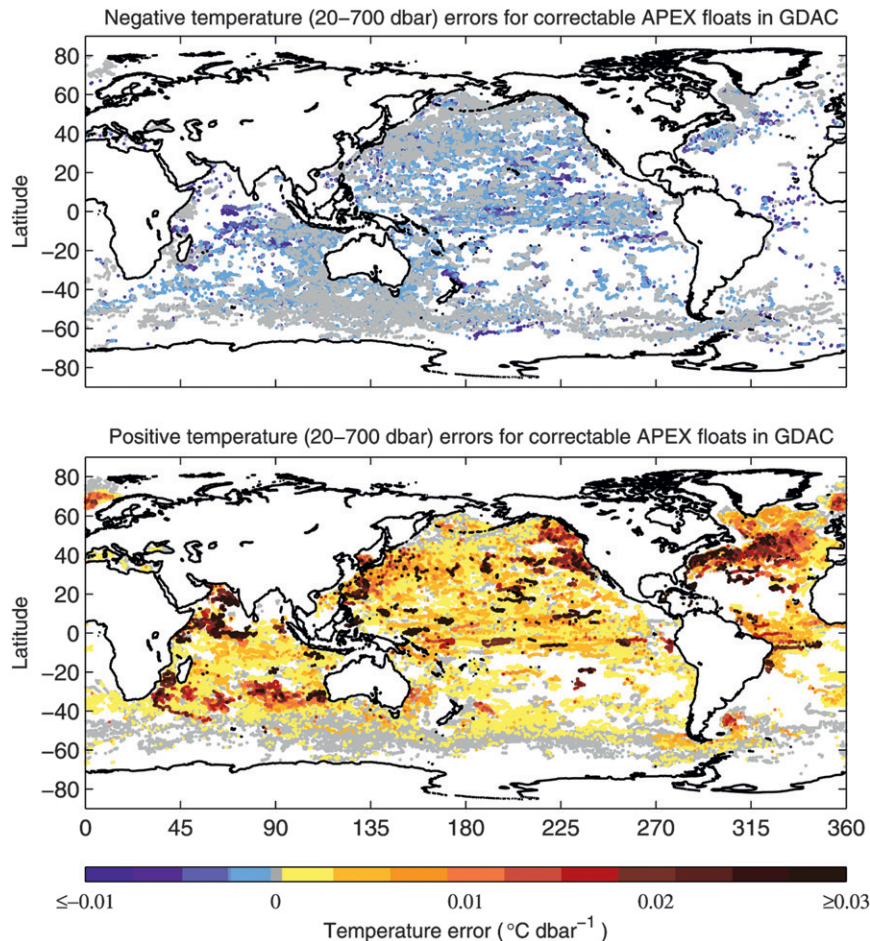 Negative temperature (20–700 dbar) errors for correctable APEX floats in GDAC
80
60
40
20
0
−20
−40
−60
−80
Latitude
Positive temperature (20–700 dbar) errors for correctable APEX floats in GDAC
80
60
40
20
0
−20
−40
−60
−80
Latitude
0 45 90 135 180 225 270 315 360
≤−0.01 0 0.01 0.02 ≥0.03
Temperature error (°C dbar⁻¹)